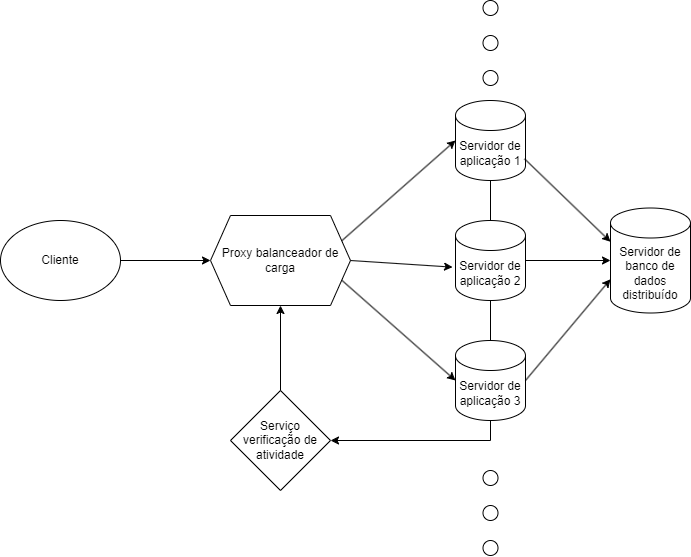 Cliente
Proxy balanceador de
carga
Servidor de
aplicação 1
Servidor de
aplicação 2
Servidor de
aplicação 3
Servidor de
banco de
dados
distribuído
Serviço
verificação de
atividade